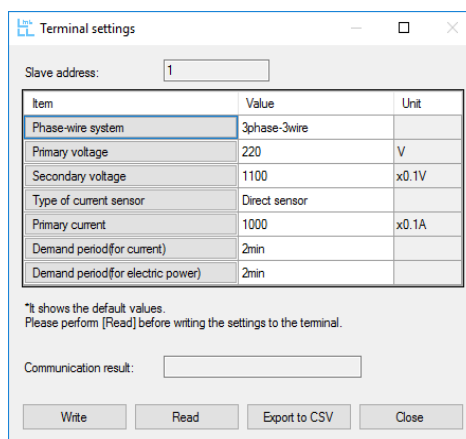 Terminal settings
Slave address: 1
Item Value Unit
Phase-wire system 3phase-3wire
Primary voltage 220 V
Secondary voltage 1100 x0.1V
Type of current sensor Direct sensor
Primary current 1000 x0.1A
Demand period(for current) 2min
Demand period(for electric power) 2min
*It shows the default values.
Please perform [Read] before writing the settings to the terminal.
Communication result:
Write Read Export to CSV Close